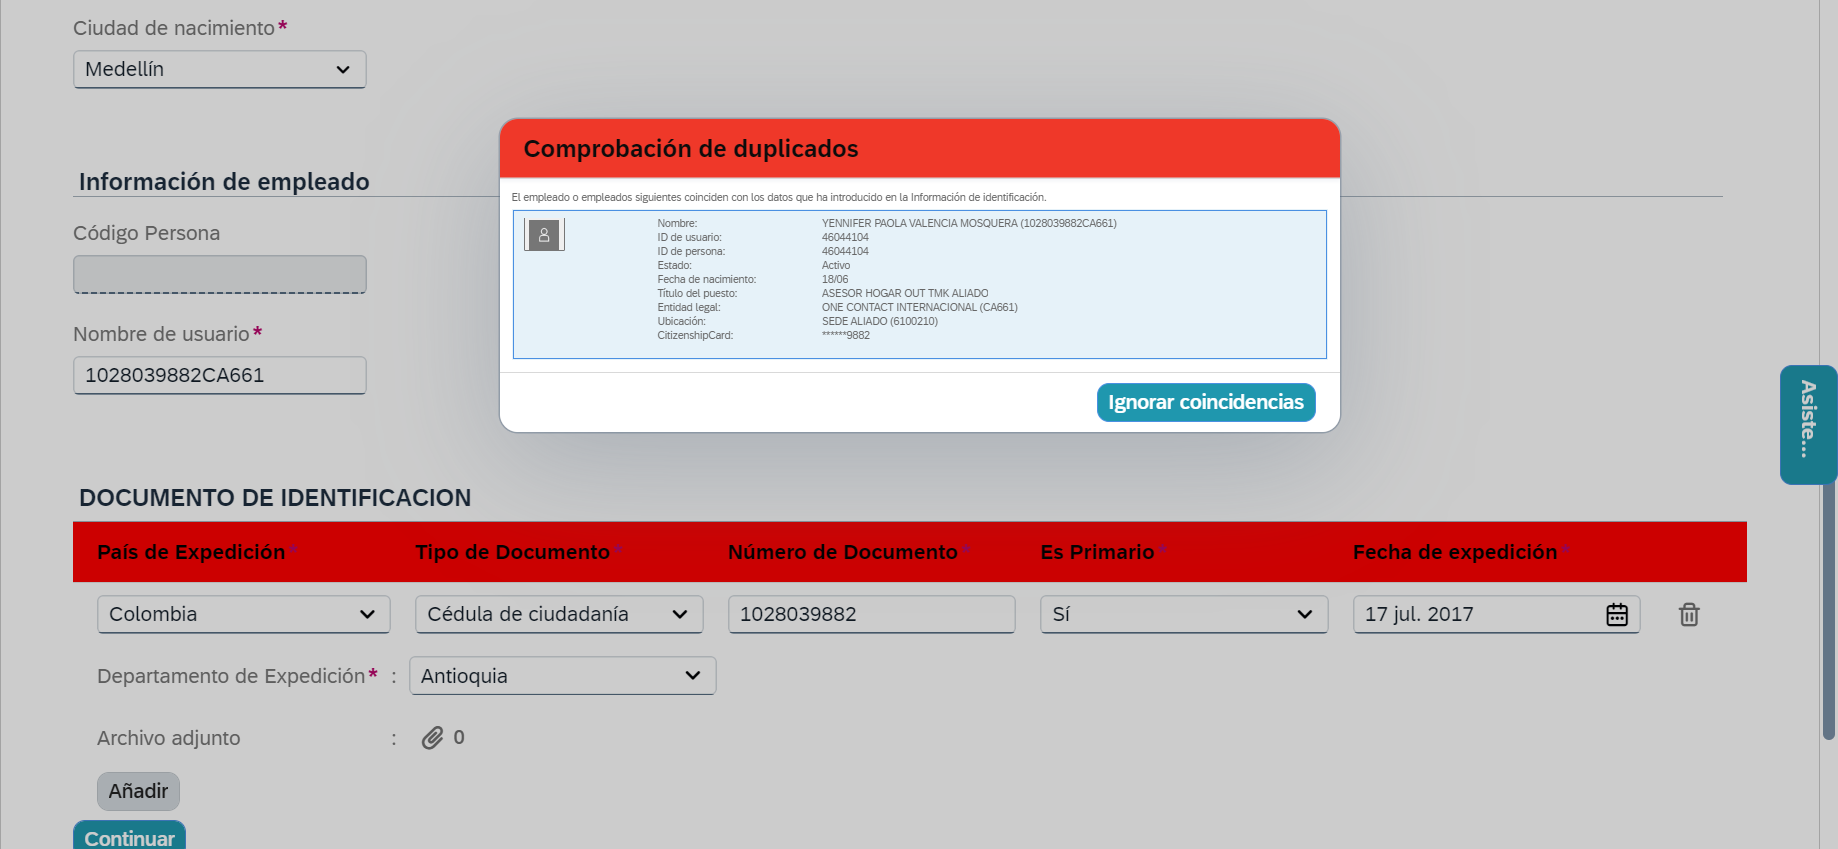 Ciudad de nacimiento*
Medellín
Información de empleado
Código Persona
Nombre de usuario*
1028039882CA661
Comprobación de duplicados
El empleado o empleados siguientes coinciden con los datos que ha introducido en la Información de identificación.
Nombre: YENNIFER PAOLA VALENCIA MOSQUERA (1028039882CA661)
ID de usuario: 46044104
ID de persona: 46044104
Estado: Activo
Fecha de nacimiento: 18/06
Título del puesto: ASESOR HOGAR OUT TMK ALIADO
Entidad legal: ONE CONTACT INTERNACIONAL (CA661)
Ubicación: SEDE ALIADO (6100210)
CitizenshipCard: ******9882
Ignorar coincidencias
Asiste...
DOCUMENTO DE IDENTIFICACION
País de Expedición* Tipo de Documento* Número de Documento* Es Primario* Fecha de expedición*
Colombia Cédula de ciudadanía 1028039882 Sí 17 jul. 2017
Departamento de Expedición* : Antioquia
Archivo adjunto : 0
Añadir
Continuar